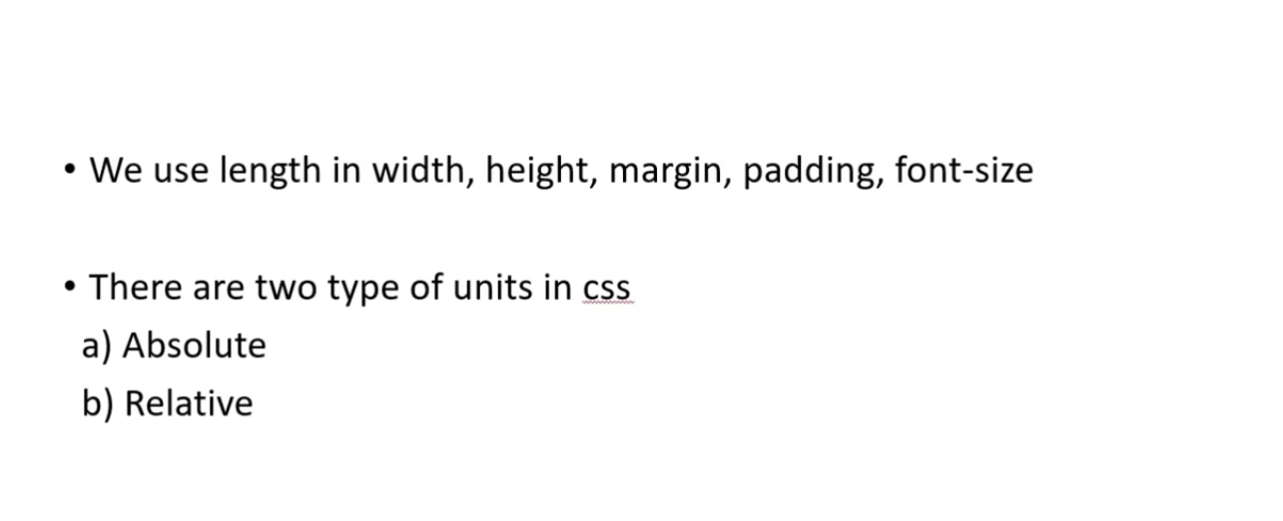 • We use length in width, height, margin, padding, font-size
• There are two type of units in css
a) Absolute
b) Relative